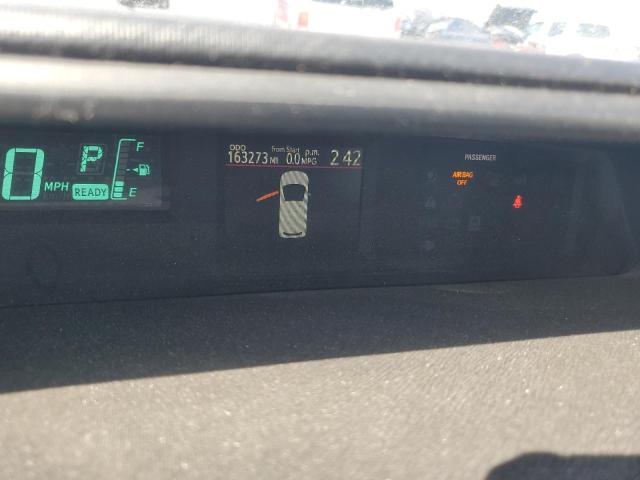 0 MPH P READY F E
ODO from Start p.m.
163273 MI 0.0 MPG 2:42
PASSENGER
AIRBAG
OFF